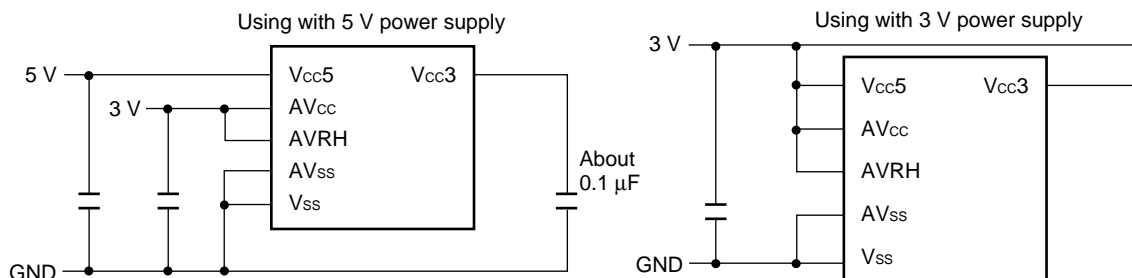 Using with 5 V power supply
5 V
3 V
VCC5
AVCC
AVRH
AVSS
VSS
VCC3
About
0.1 μF
GND
Using with 3 V power supply
3 V
VCC5
AVCC
AVRH
AVSS
VSS
VCC3
GND